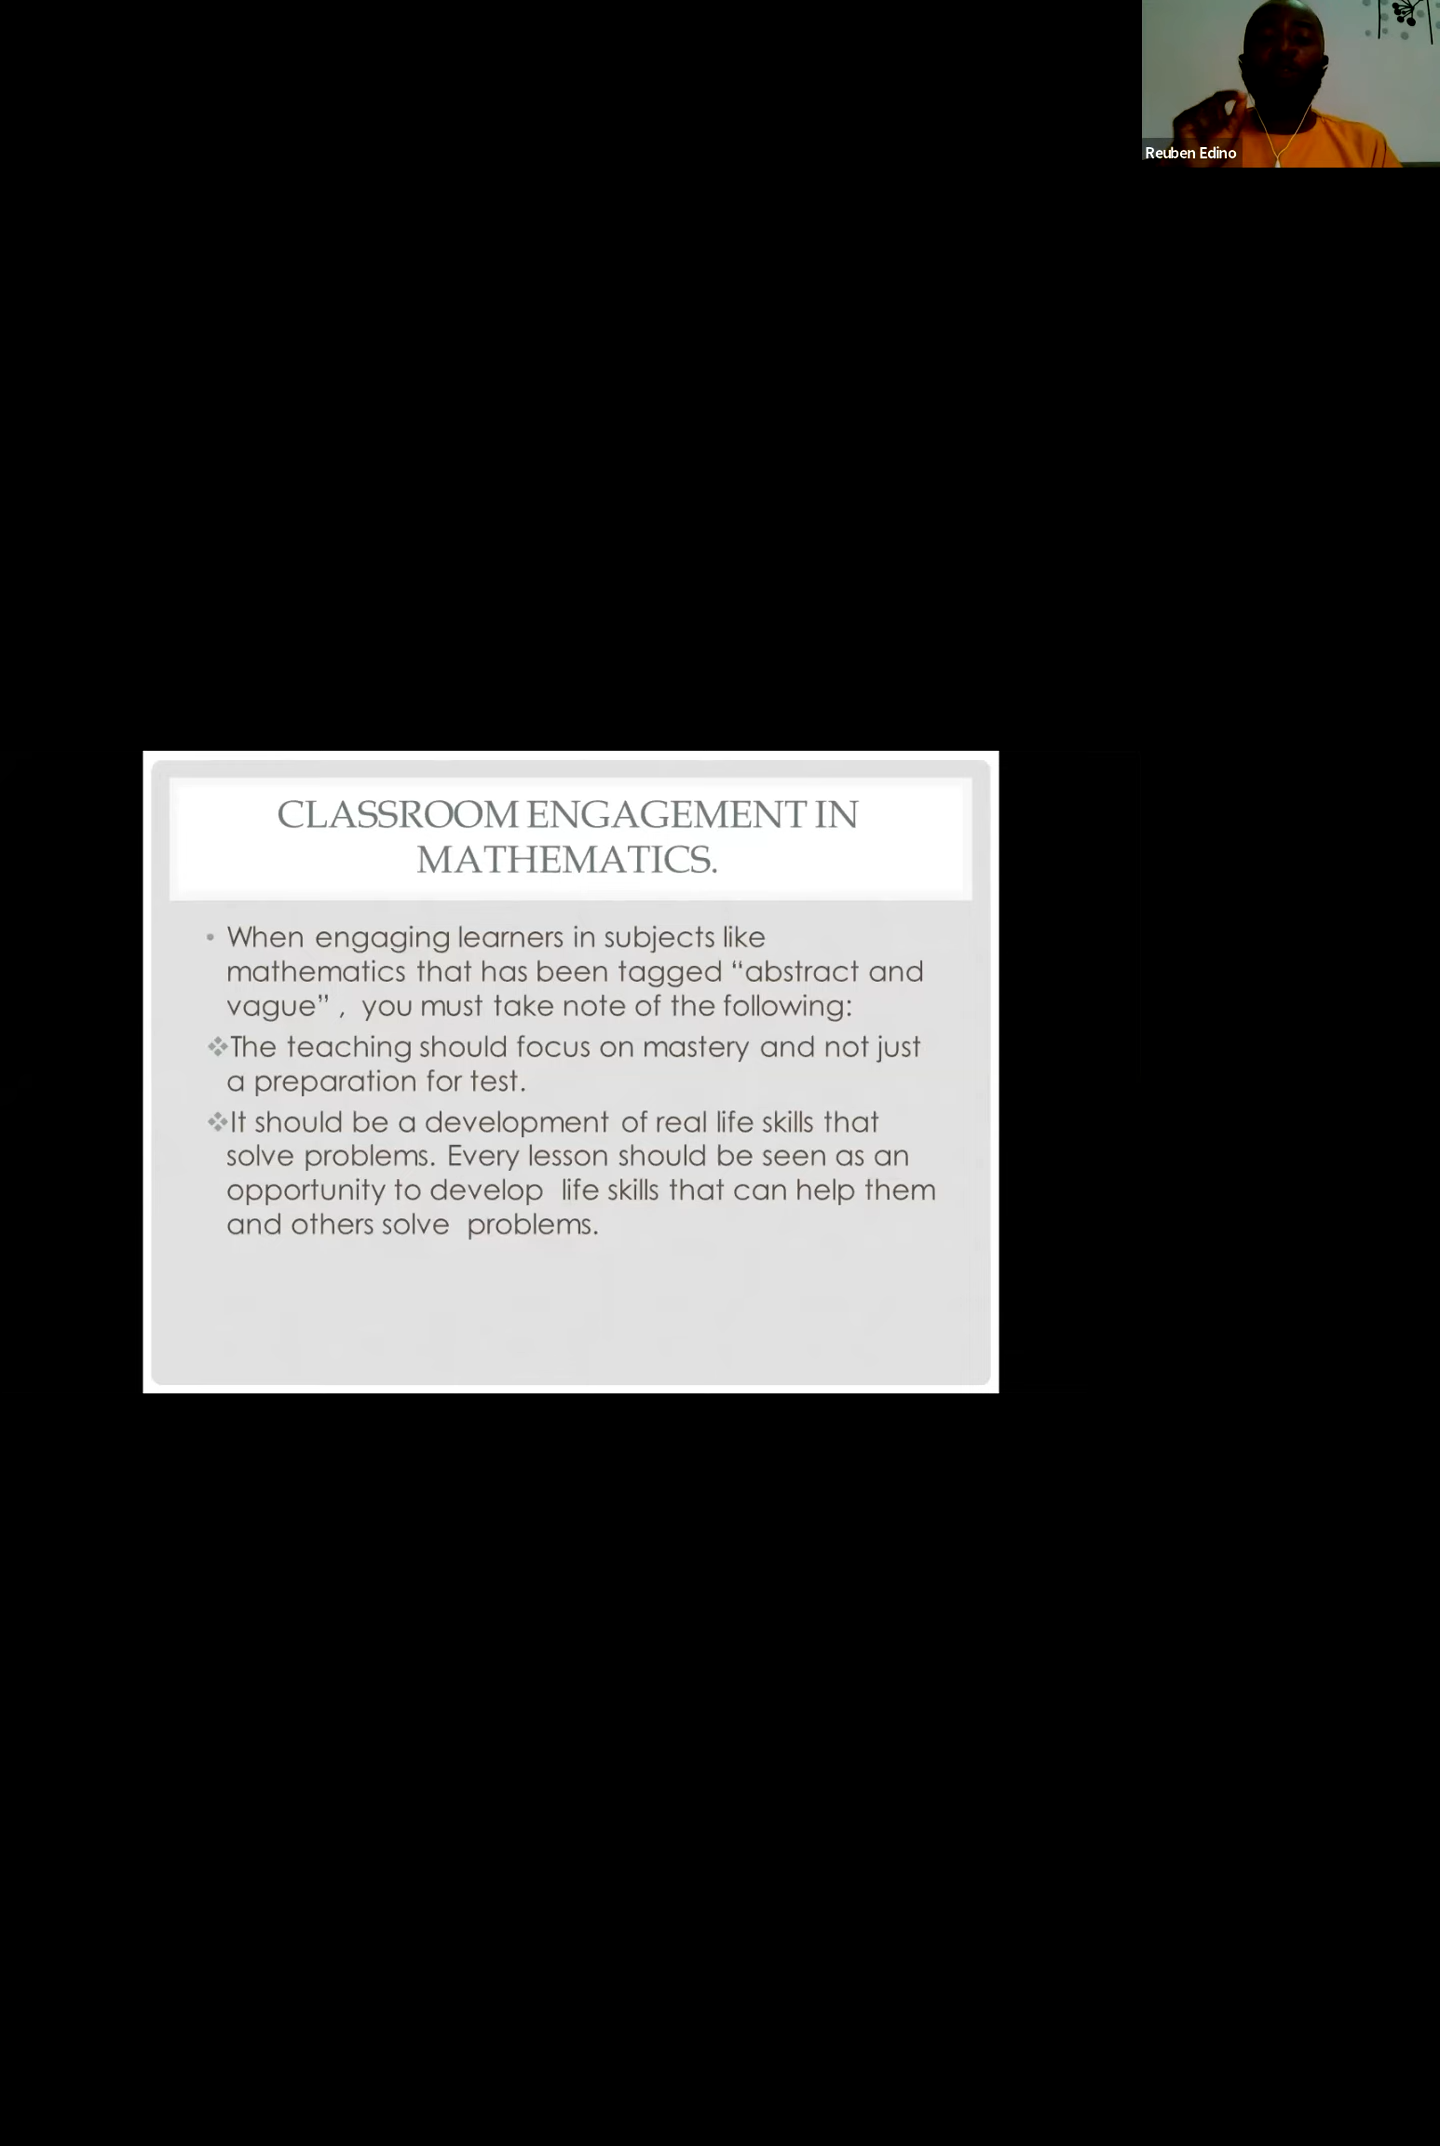 Reuben Edino
CLASSROOM ENGAGEMENT IN
MATHEMATICS.
• When engaging learners in subjects like
mathematics that has been tagged “abstract and
vague” , you must take note of the following:
❖The teaching should focus on mastery and not just
a preparation for test.
❖It should be a development of real life skills that
solve problems. Every lesson should be seen as an
opportunity to develop life skills that can help them
and others solve problems.